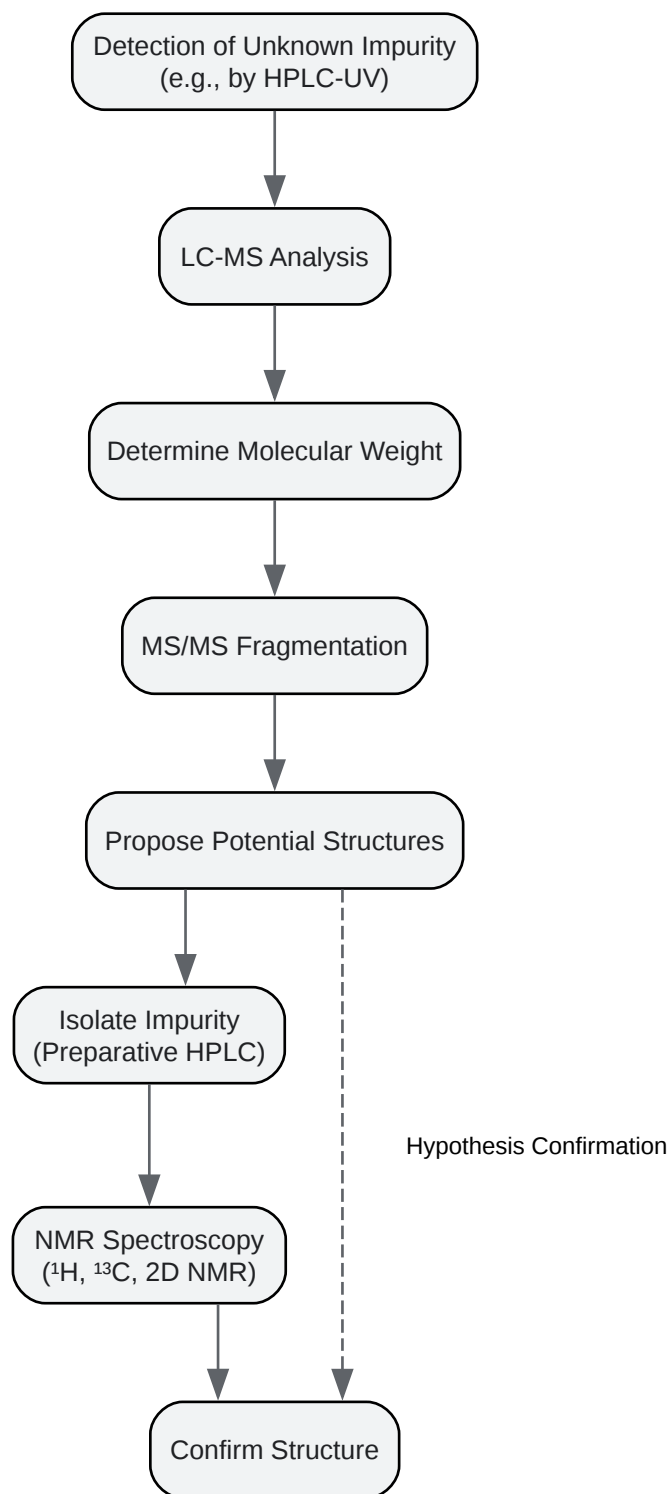 Detection of Unknown Impurity
(e.g., by HPLC-UV)
LC-MS Analysis
Determine Molecular Weight
MS/MS Fragmentation
Propose Potential Structures
Isolate Impurity
(Preparative HPLC)
Hypothesis Confirmation
NMR Spectroscopy
(¹H, ¹³C, 2D NMR)
Confirm Structure